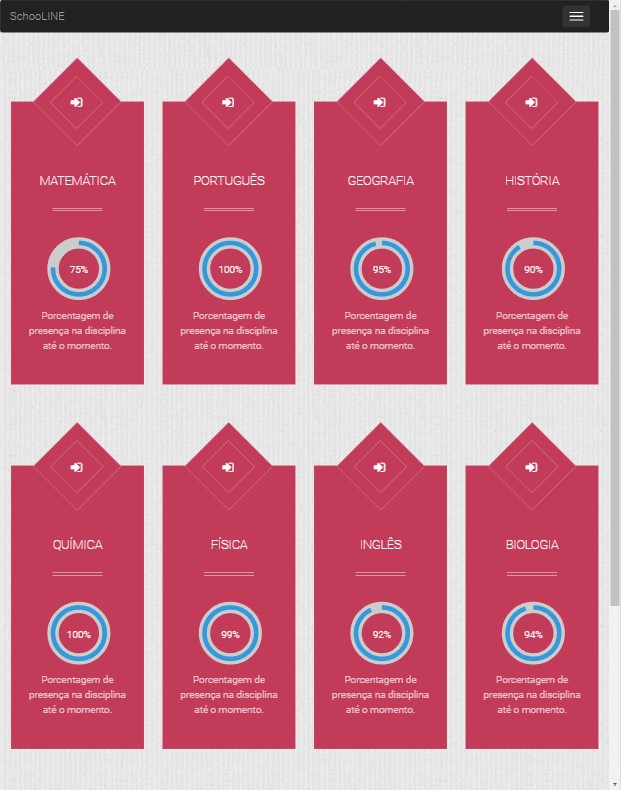 SchooLINE
MATEMÁTICA
75%
Porcentagem de
presença na disciplina
até o momento.
PORTUGUÊS
100%
Porcentagem de
presença na disciplina
até o momento.
GEOGRAFIA
95%
Porcentagem de
presença na disciplina
até o momento.
HISTÓRIA
90%
Porcentagem de
presença na disciplina
até o momento.
QUÍMICA
100%
Porcentagem de
presença na disciplina
até o momento.
FÍSICA
99%
Porcentagem de
presença na disciplina
até o momento.
INGLÊS
92%
Porcentagem de
presença na disciplina
até o momento.
BIOLOGIA
94%
Porcentagem de
presença na disciplina
até o momento.